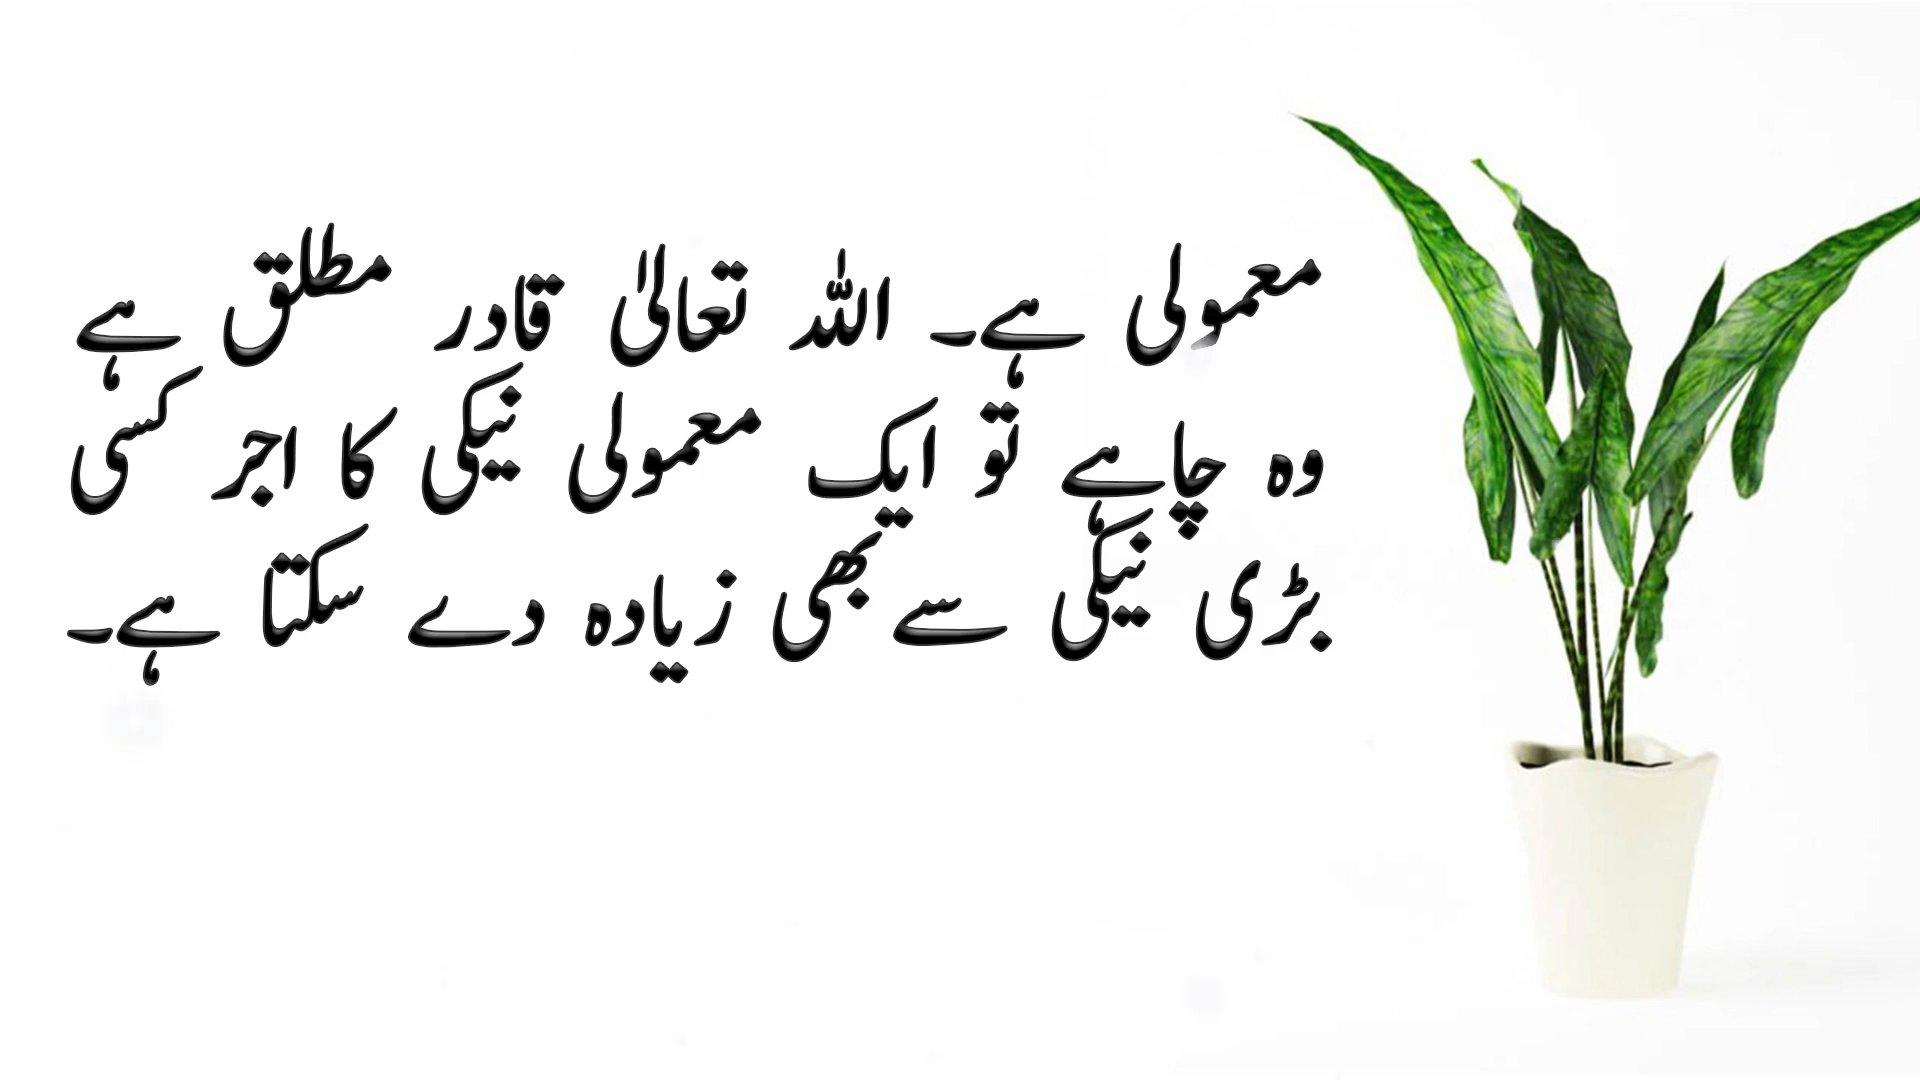 معمولی ہے۔ اللہ تعالیٰ قادر مطلق ہے
وہ چاہے تو ایک معمولی نیکی کا اجر کسی
بڑی نیکی سے بھی زیادہ دے سکتا ہے۔